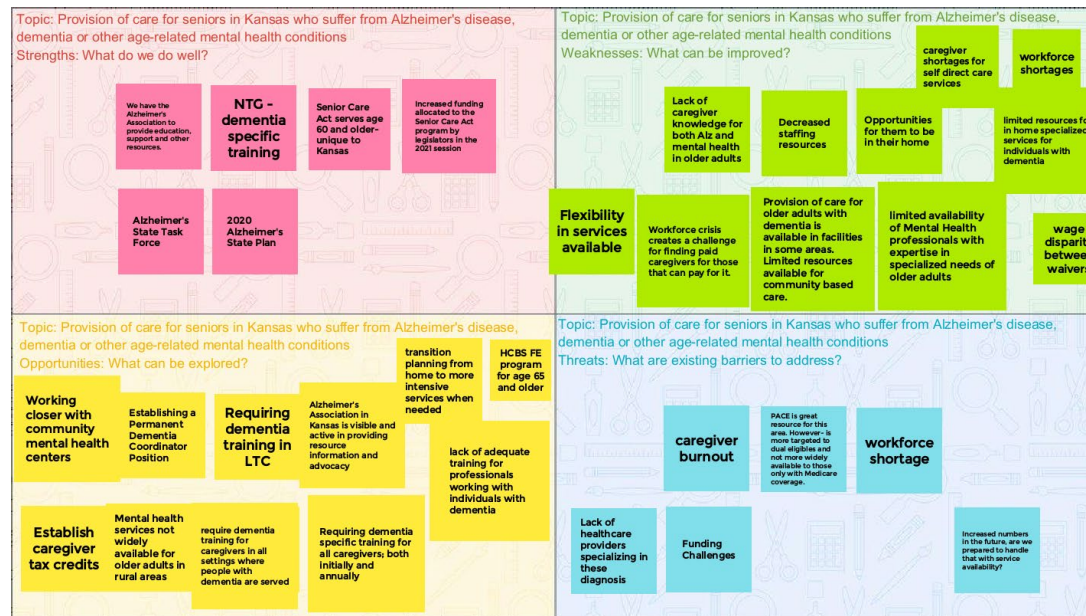 Topic: Provision of care for seniors in Kansas who suffer from Alzheimer's disease,
dementia or other age-related mental health conditions
Strengths: What do we do well?
We have the
Alzheimer's
Association to
provide education,
support and other
resources.
NTG -
dementia
specific
training
Senior Care
Act serves age
60 and older-
unique to
Kansas
Increased funding
allocated to the
Senior Care Act
program by
legislators in the
2021 session
Alzheimer's
State Task
Force
2020
Alzheimer's
State Plan
Topic: Provision of care for seniors in Kansas who suffer from Alzheimer's disease,
dementia or other age-related mental health conditions
Weaknesses: What can be improved?
caregiver
shortages for
self direct care
services
workforce
shortages
Lack of
caregiver
knowledge for
both Alz and
mental health
in older adults
Decreased
staffing
resources
Opportunities
for them to be
in their home
limited resources fo
in home specialized
services for
individuals with
dementia
Flexibility
in services
available
Workforce crisis
creates a challenge
for finding paid
caregivers for those
that can pay for it.
Provision of care for
older adults with
dementia is
available in facilities
in some areas.
Limited resources
available for
community based
care.
limited availability
of Mental Health
professionals with
expertise in
specialized needs of
older adults
wage
disparit
betwee
waivers
Topic: Provision of care for seniors in Kansas who suffer from Alzheimer's disease,
dementia or other age-related mental health conditions
Opportunities: What can be explored?
transition
planning from
home to more
intensive
services when
needed
HCBS FE
program
for age 65
and older
Working
closer with
community
mental health
centers
Establishing a
Permanent
Dementia
Coordinator
Position
Requiring
dementia
training in
LTC
Alzheimer's
Association in
Kansas is visible and
active in providing
resource
information and
advocacy
lack of adequate
training for
professionals
working with
individuals with
dementia
Establish
caregiver
tax credits
Mental health
services not
widely
available for
older adults in
rural areas
require dementia
training for
caregivers in all
settings where
people with
dementia are served
Requiring dementia
specific training for
all caregivers; both
initially and
annually
Topic: Provision of care for seniors in Kansas who suffer from Alzheimer's disease,
dementia or other age-related mental health conditions
Threats: What are existing barriers to address?
caregiver
burnout
PACE is great
resource for this
area. However- is
more targeted to
dual eligibles and
not more widely
available to those
only with Medicare
coverage.
workforce
shortage
Lack of
healthcare
providers
specializing in
these
diagnosis
Funding
Challenges
Increased numbers
in the future, are we
prepared to handle
that with service
availability?